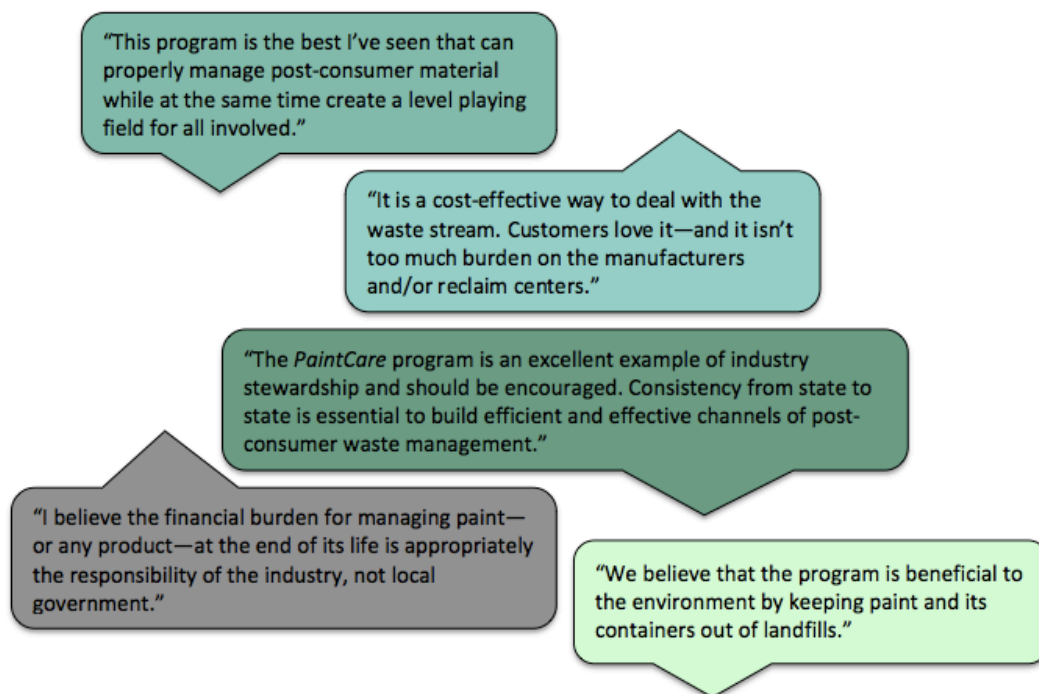 “This program is the best I’ve seen that can
properly manage post-consumer material
while at the same time create a level playing
field for all involved.”
“It is a cost-effective way to deal with the
waste stream. Customers love it—and it isn’t
too much burden on the manufacturers
and/or reclaim centers.”
“The PaintCare program is an excellent example of industry
stewardship and should be encouraged. Consistency from state to
state is essential to build efficient and effective channels of post-
consumer waste management.”
“I believe the financial burden for managing paint—
or any product—at the end of its life is appropriately
the responsibility of the industry, not local
government.”
“We believe that the program is beneficial to
the environment by keeping paint and its
containers out of landfills.”